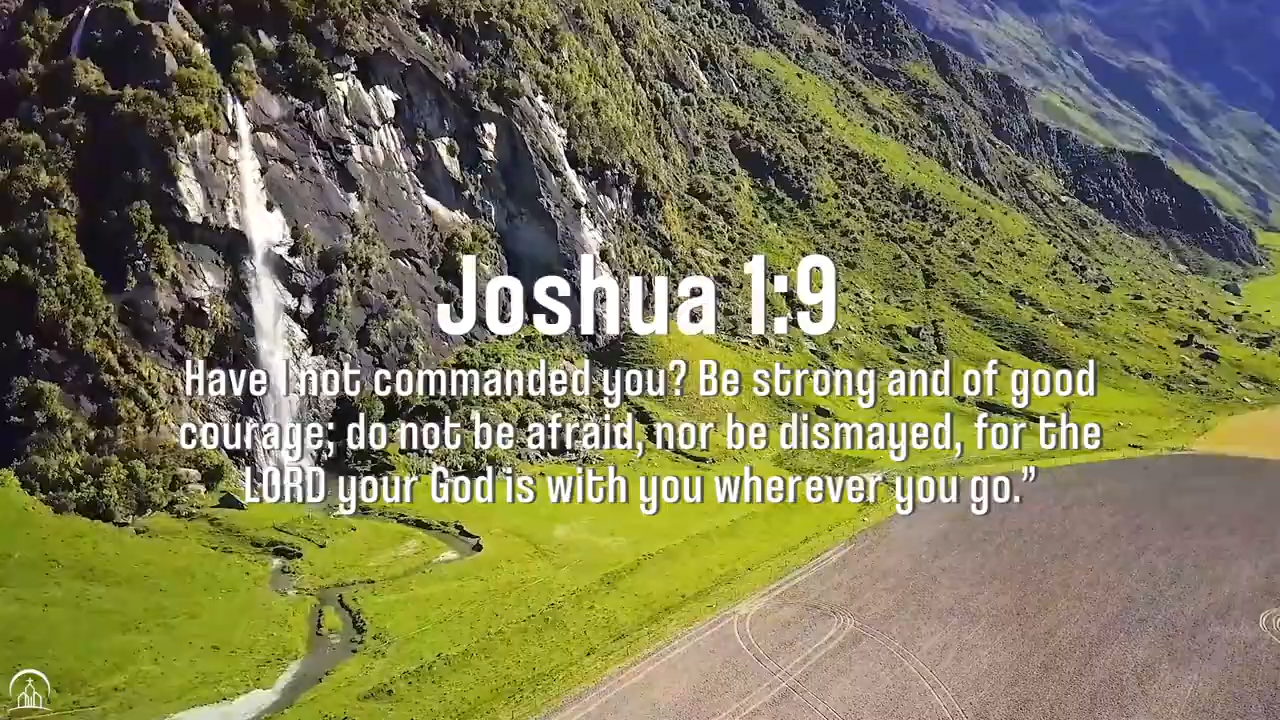 Joshua 1:9
Have I not commanded you? Be strong and of good
courage; do not be afraid, nor be dismayed, for the
LORD your God is with you wherever you go.”